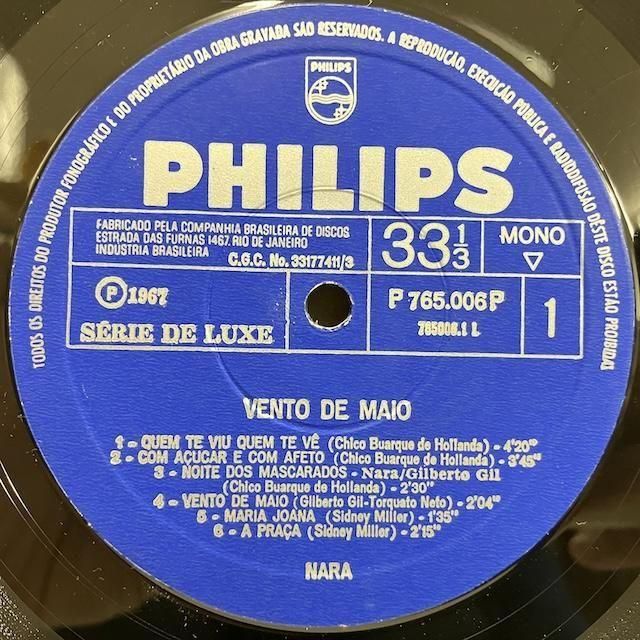 TODOS OS DIREITOS DO PRODUTOR FONOGRÁFICO E DO PROPRIETÁRIO DA OBRA GRAVADA SÃO RESERVADOS. A REPRODUÇÃO, EXECUÇÃO PÚBLICA E RADIODIFUSÃO DÊSTE DISCO ESTÃO PROIBIDAS
PHILIPS
PHILIPS
FABRICADO PELA COMPANHIA BRASILEIRA DE DISCOS
ESTRADA DAS FURNAS 1467. RIO DE JANEIRO
INDUSTRIA BRASILEIRA
C.G.C. No. 33177411/3
33 1/3
MONO
▽
Ⓟ1967
SÉRIE DE LUXE
P 765.006 P
765006.1 L
1
VENTO DE MAIO
1 - QUEM TE VIU QUEM TE VÊ (Chico Buarque de Hollanda) - 4'20"
2 - COM AÇUCAR E COM AFETO (Chico Buarque de Hollanda) - 3'45"
3 - NOITE DOS MASCARADOS - Nara/Gilberto Gil
(Chico Buarque de Hollanda) - 2'30"
4 - VENTO DE MAIO (Gilberto Gil-Torquato Neto) - 2'04"
5 - MARIA JOANA (Sidney Miller) - 1'35"
6 - A PRAÇA (Sidney Miller) - 2'15"
NARA